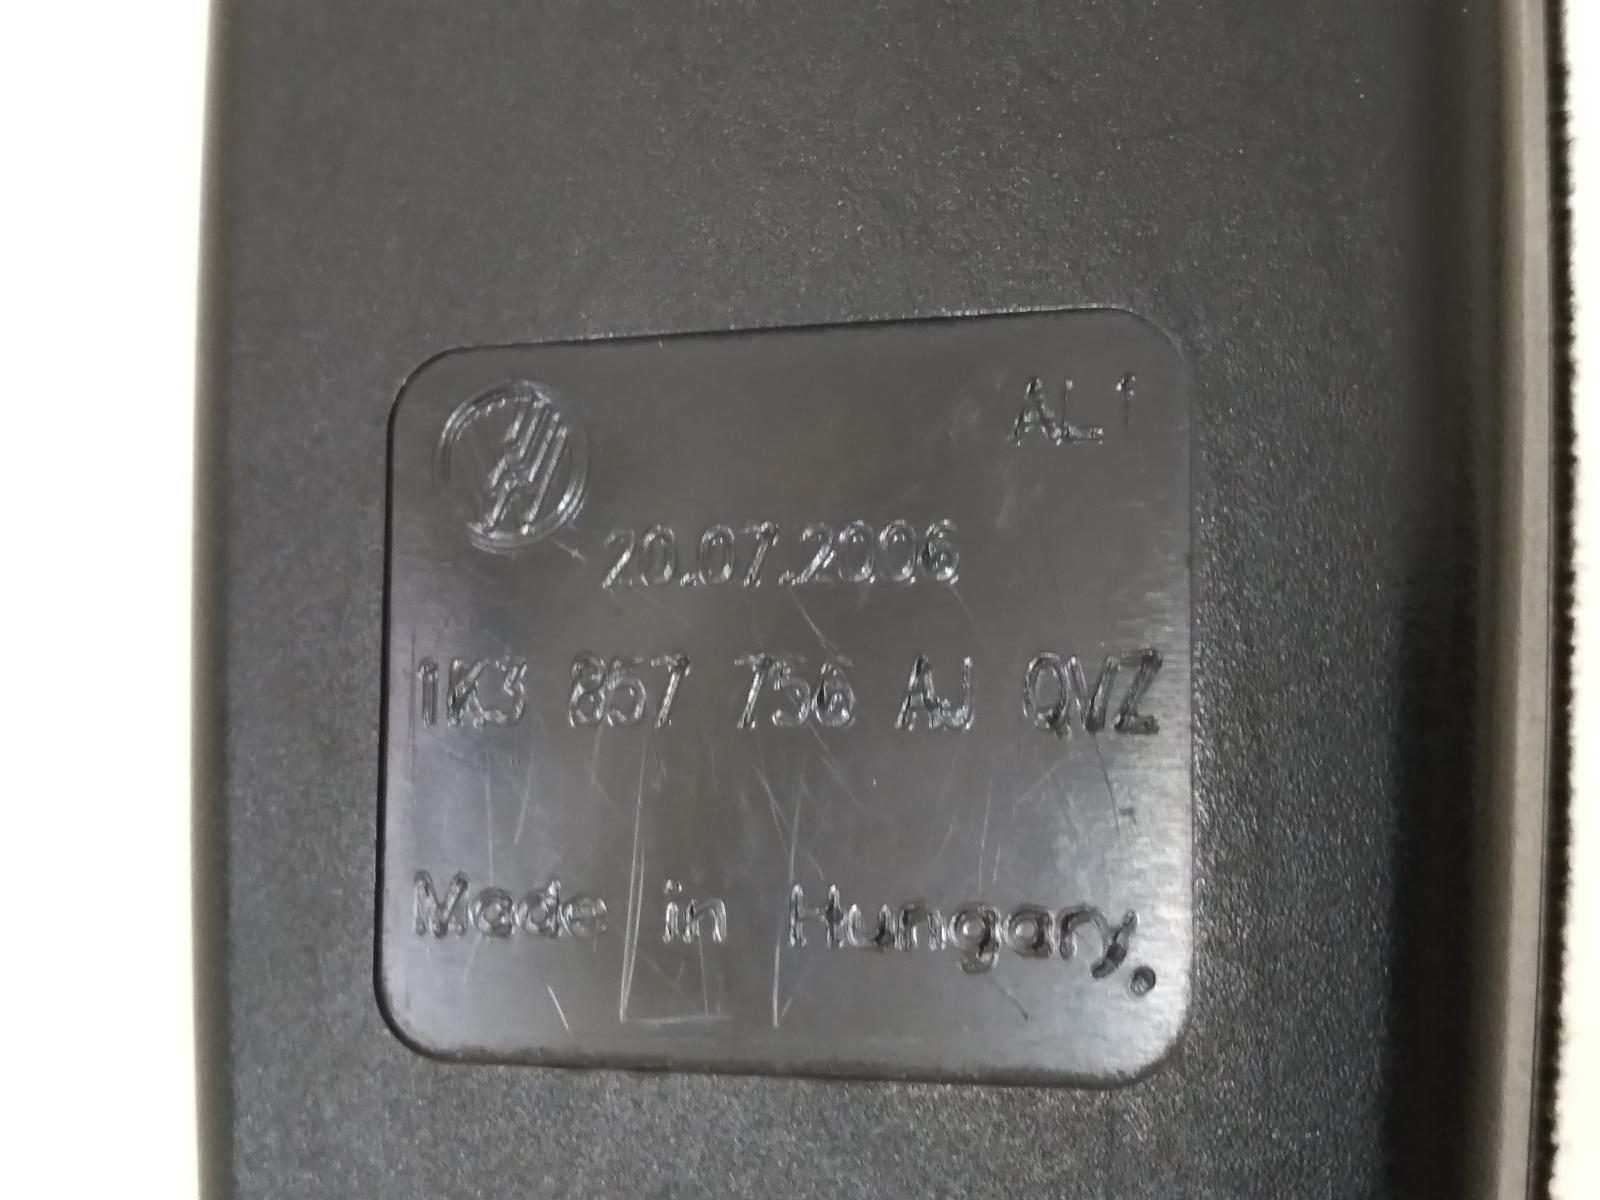 AL1
20.07.2006
1K3 857 756 AJ QVZ
Made in Hungary.